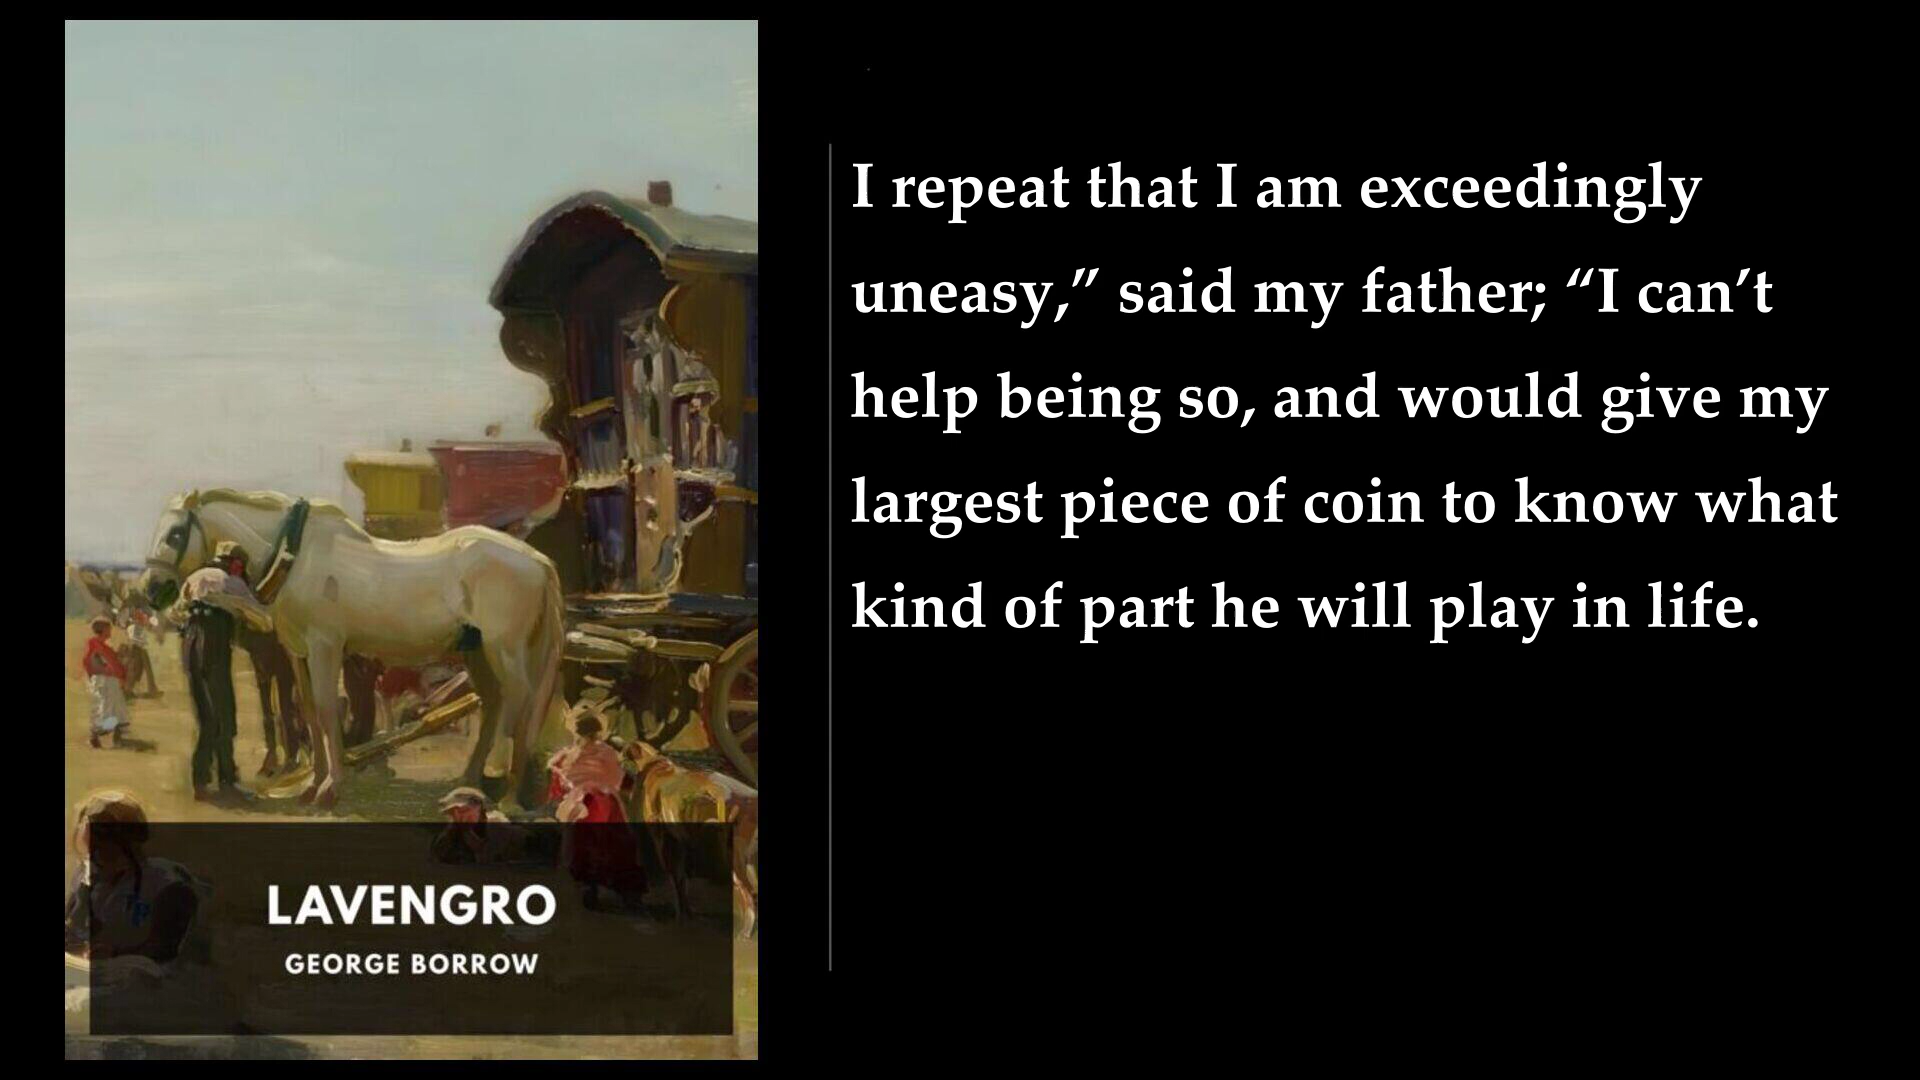 I repeat that I am exceedingly
uneasy,” said my father; “I can’t
help being so, and would give my
largest piece of coin to know what
kind of part he will play in life.
LAVENGRO
GEORGE BORROW